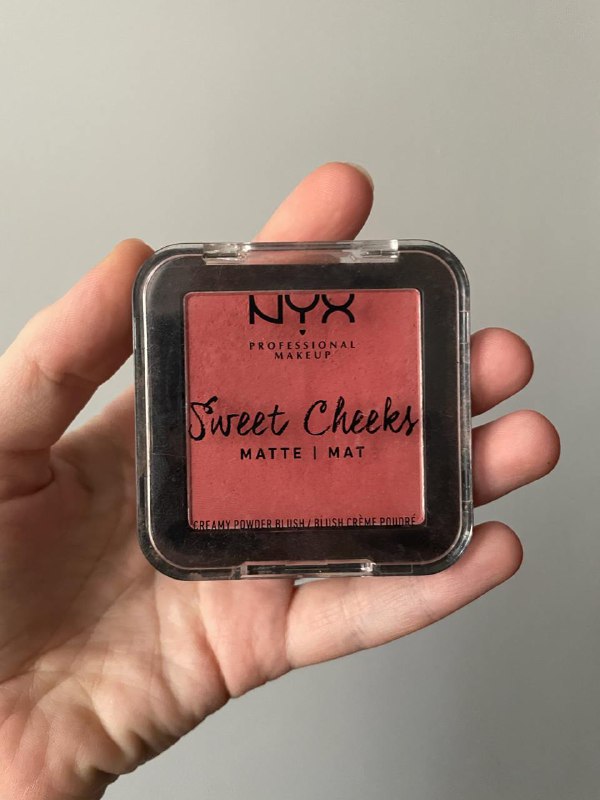 NYX
PROFESSIONAL
MAKEUP
Sweet Cheeks
MATTE | MAT
CREAMY POWDER BLUSH / BLUSH CRÈME POUDRÉ